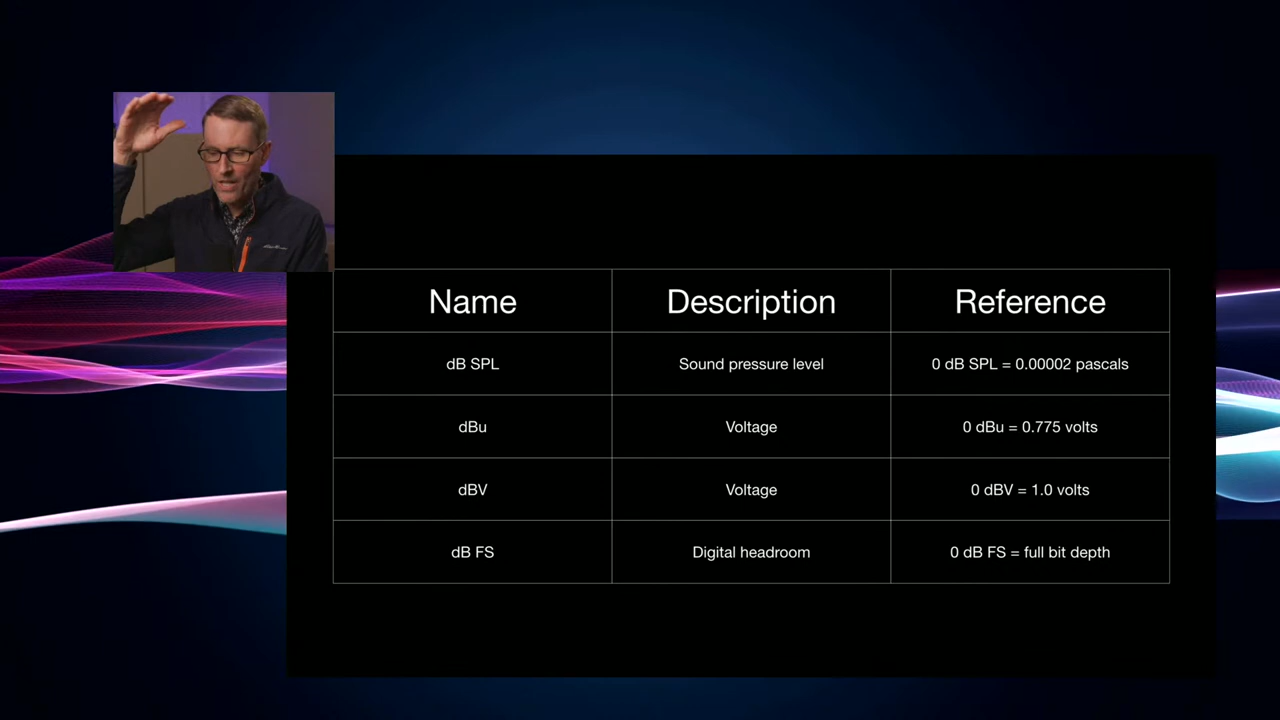 Name Description Reference
dB SPL Sound pressure level 0 dB SPL = 0.00002 pascals
dBu Voltage 0 dBu = 0.775 volts
dBV Voltage 0 dBV = 1.0 volts
dB FS Digital headroom 0 dB FS = full bit depth